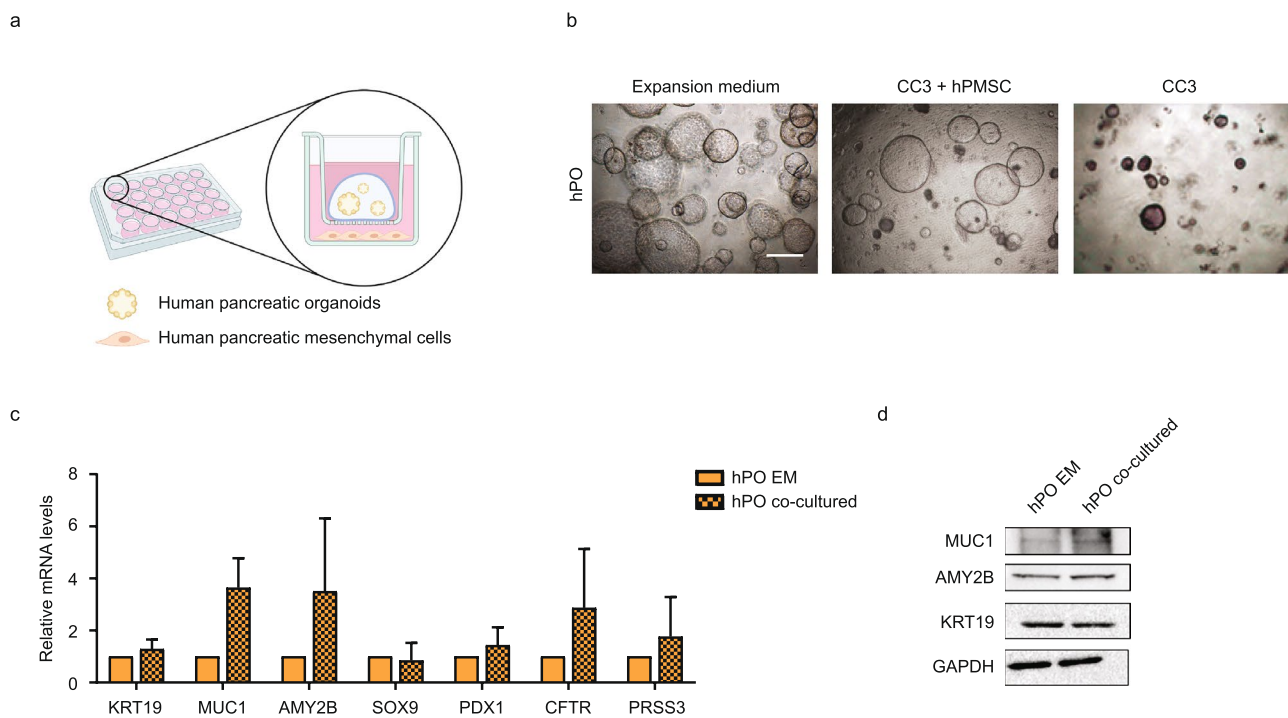 a
Human pancreatic organoids
Human pancreatic mesenchymal cells
b
Expansion medium
CC3 + hPMSC
CC3
hPO
c
Relative mRNA levels
8
6
4
2
0
KRT19
MUC1
AMY2B
SOX9
PDX1
CFTR
PRSS3
hPO EM
hPO co-cultured
d
hPO EM
hPO co-cultured
MUC1
AMY2B
KRT19
GAPDH